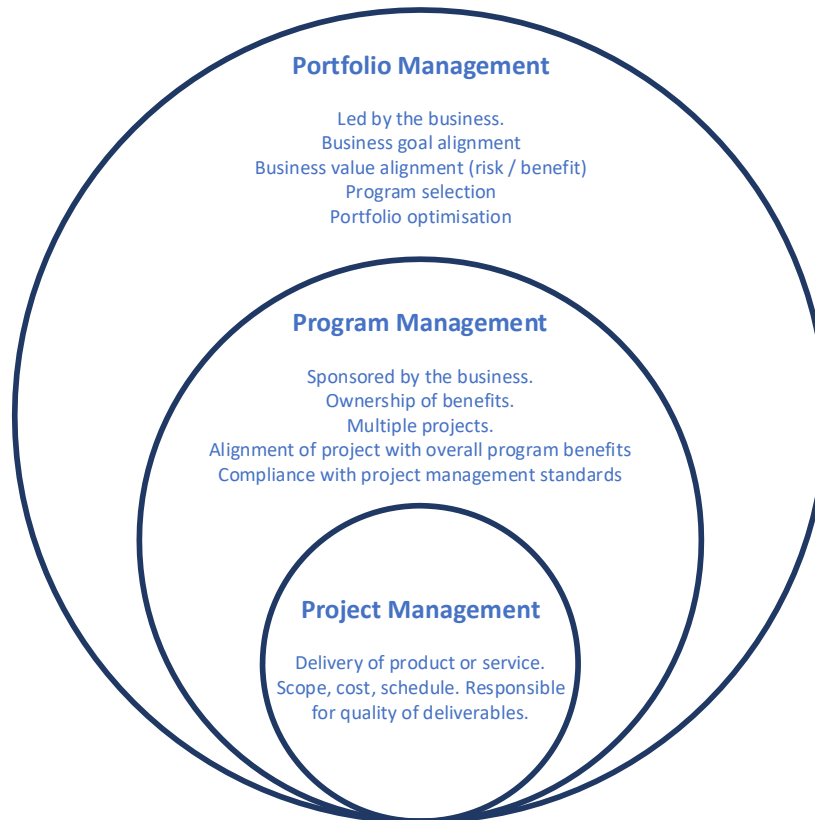 Portfolio Management
Led by the business.
Business goal alignment
Business value alignment (risk / benefit)
Program selection
Portfolio optimisation
Program Management
Sponsored by the business.
Ownership of benefits.
Multiple projects.
Alignment of project with overall program benefits
Compliance with project management standards
Project Management
Delivery of product or service.
Scope, cost, schedule. Responsible
for quality of deliverables.